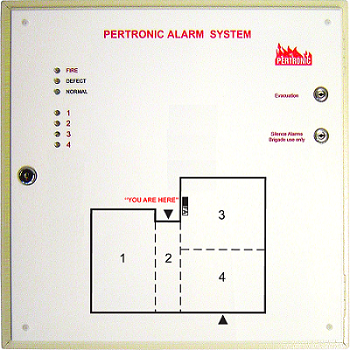 PERTRONIC ALARM SYSTEM
PERTRONIC
FIRE
DEFECT
NORMAL
1
2
3
4
Evacuation
Silence Alarms
Brigade use only
"YOU ARE HERE"
3
1
2
4